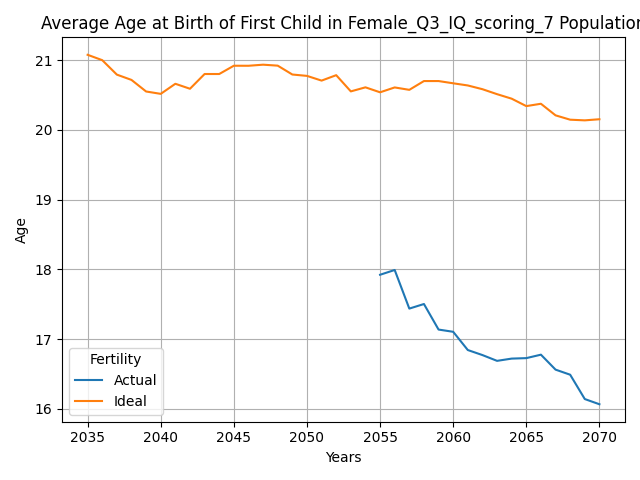 Average Age at Birth of First Child in Female_Q3_IQ_scoring_7 Population
21
20
19
18
17
16
Age
Fertility
Actual
Ideal
2035 2040 2045 2050 2055 2060 2065 2070
Years